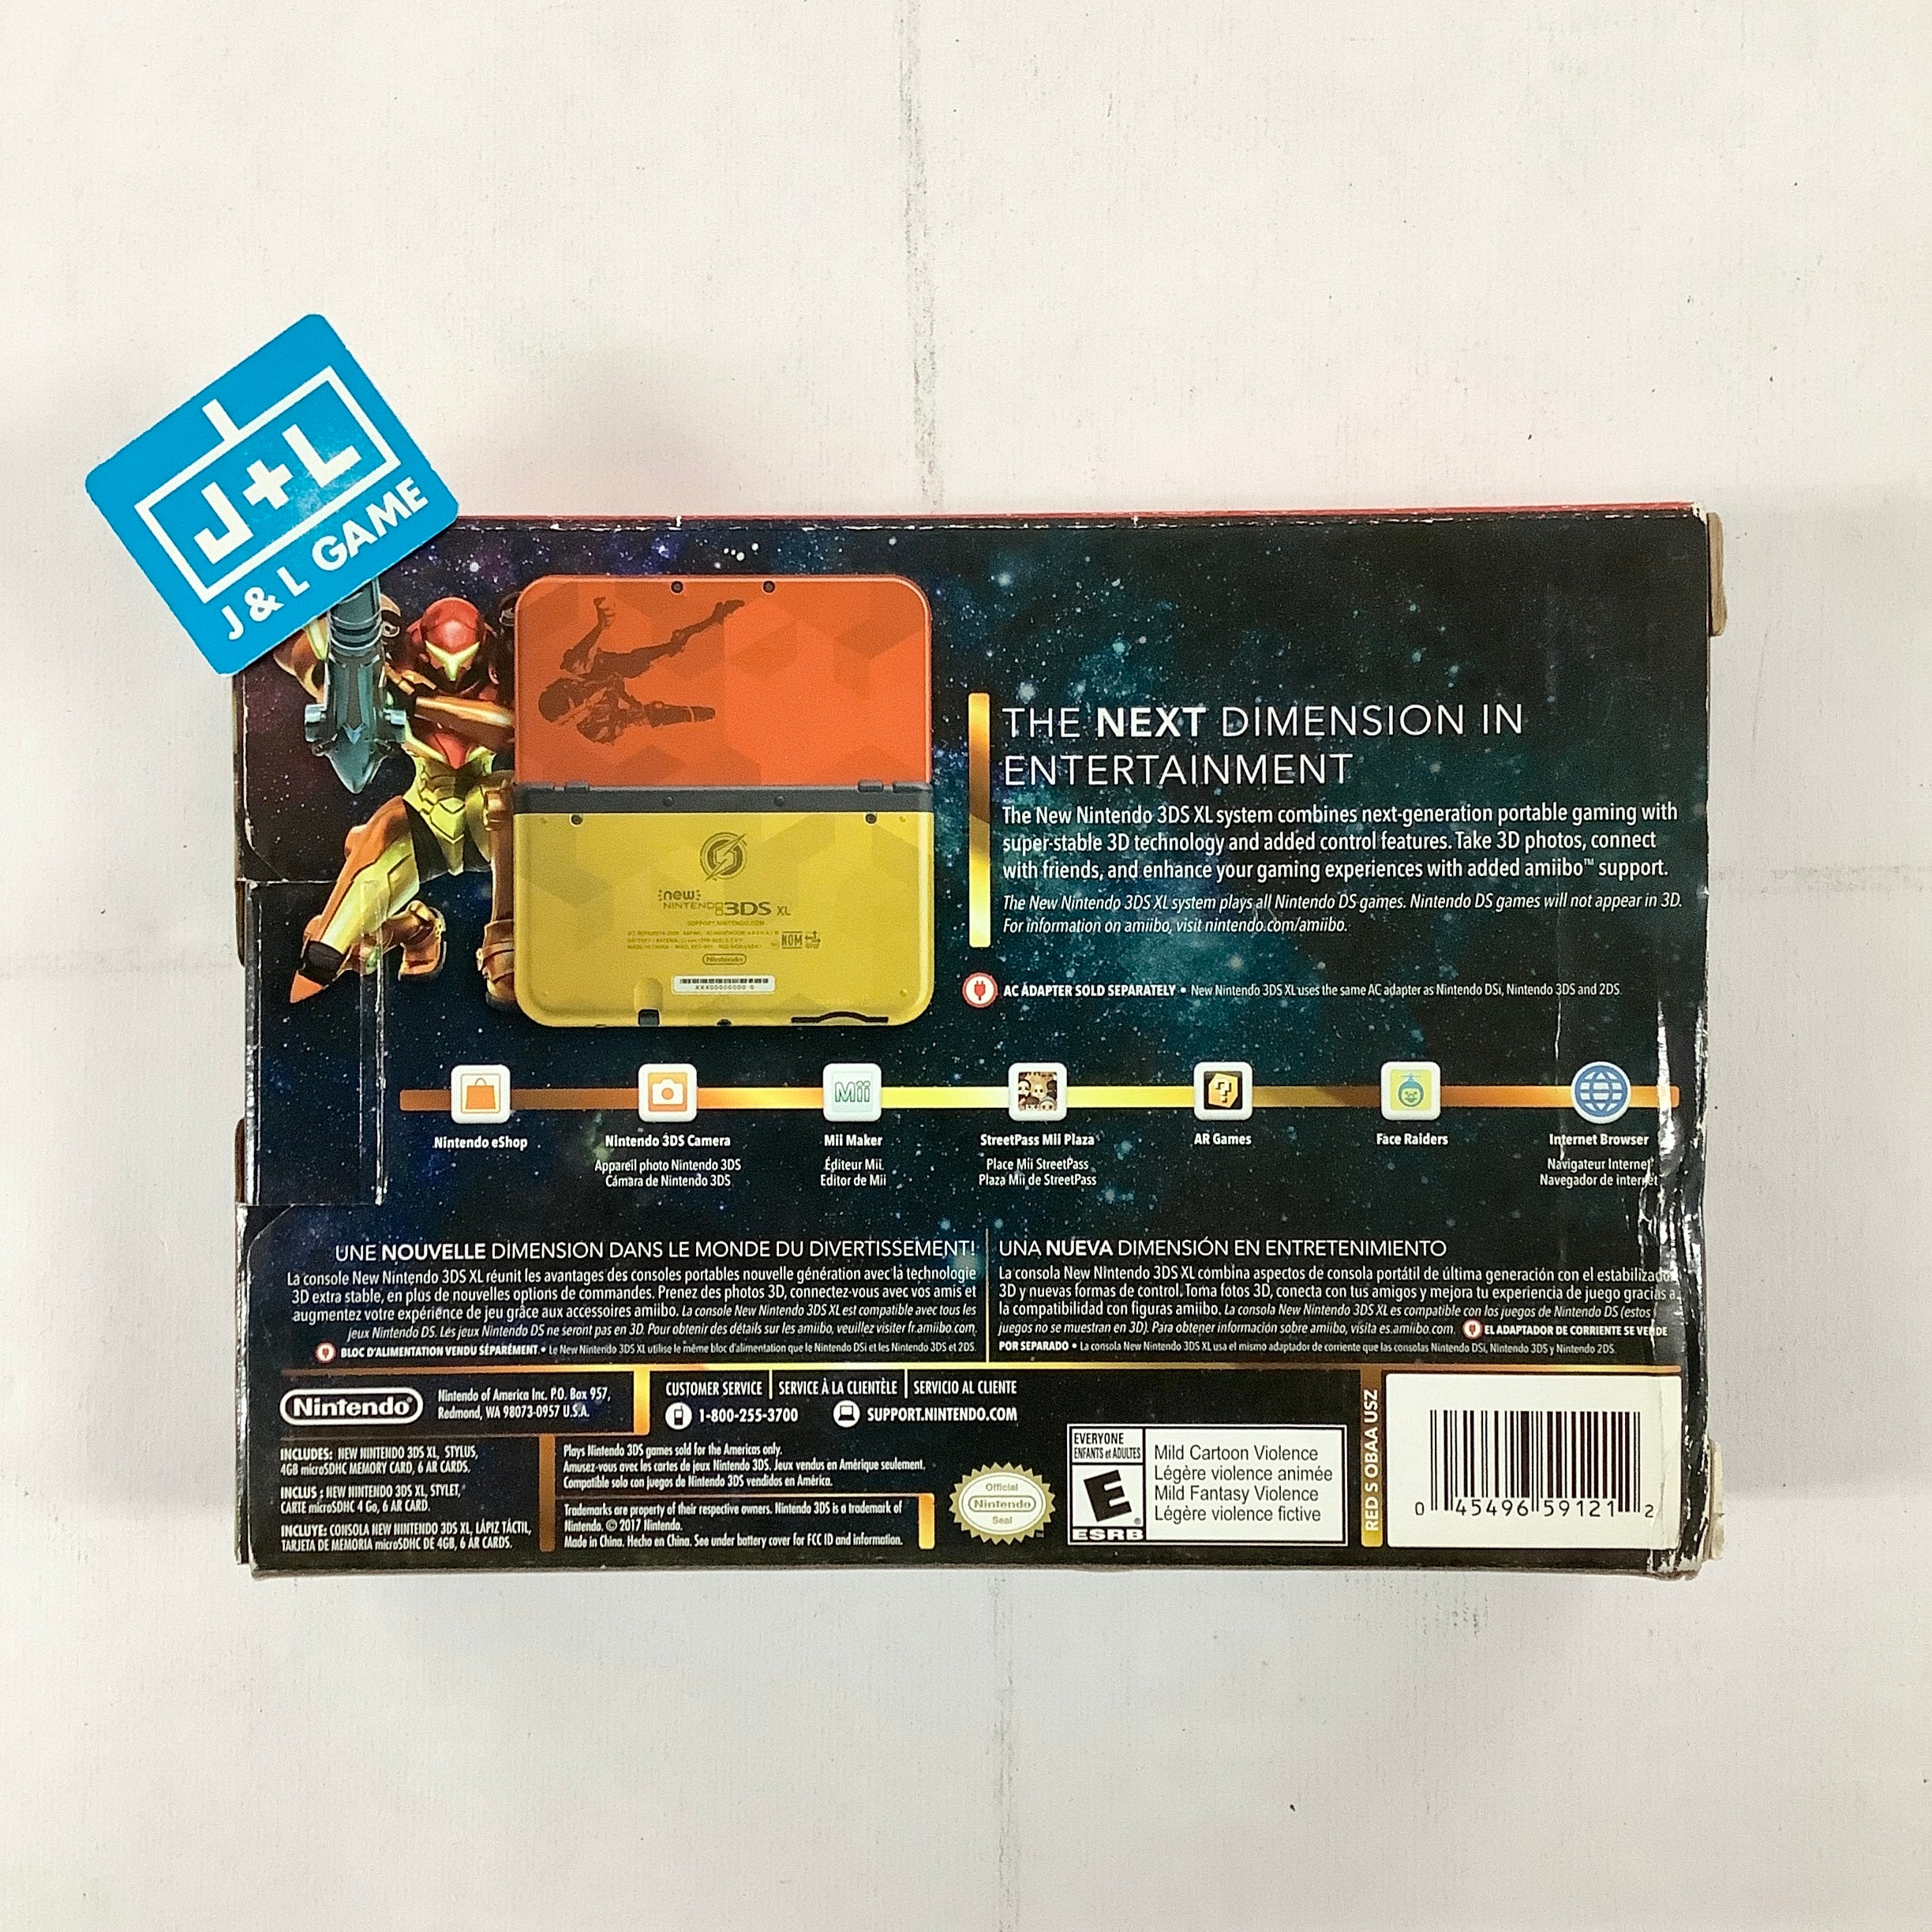 J+L
J & L GAME
THE NEXT DIMENSION IN
ENTERTAINMENT
The New Nintendo 3DS XL system combines next-generation portable gaming with
super-stable 3D technology and added control features. Take 3D photos, connect
with friends, and enhance your gaming experiences with added amiibo™ support.
The New Nintendo 3DS XL system plays all Nintendo DS games. Nintendo DS games will not appear in 3D.
For information on amiibo, visit nintendo.com/amiibo.
AC ADAPTER SOLD SEPARATELY • New Nintendo 3DS XL uses the same AC adapter as Nintendo DSi, Nintendo 3DS and 2DS.
new
NINTENDO 3DS XL
SUPPORT.NINTENDO.COM
NOM
Nintendo
Mii
Nintendo eShop
Nintendo 3DS Camera
Appareil photo Nintendo 3DS
Cámara de Nintendo 3DS
Mii Maker
Éditeur Mii
Editor de Mii
StreetPass Mii Plaza
Place Mii StreetPass
Plaza Mii de StreetPass
AR Games
Face Raiders
Internet Browser
Navigateur Internet
Navegador de internet
UNE NOUVELLE DIMENSION DANS LE MONDE DU DIVERTISSEMENT!
La console New Nintendo 3DS XL réunit les avantages des consoles portables nouvelle génération avec la technologie
3D extra stable, en plus de nouvelles options de commandes. Prenez des photos 3D, connectez-vous avec vos amis et
augmentez votre expérience de jeu grâce aux accessoires amiibo. La console New Nintendo 3DS XL est compatible avec tous les
jeux Nintendo DS. Les jeux Nintendo DS ne seront pas en 3D. Pour obtenir des détails sur les amiibo, veuillez visiter fr.amiibo.com.
BLOC D'ALIMENTATION VENDU SÉPARÉMENT. • Le New Nintendo 3DS XL utilise le même bloc d'alimentation que le Nintendo DSi et les Nintendo 3DS et 2DS.
UNA NUEVA DIMENSIÓN EN ENTRETENIMIENTO
La consola New Nintendo 3DS XL combina aspectos de consola portátil de última generación con el estabilizado
3D y nuevas formas de control. Toma fotos 3D, conecta con tus amigos y mejora tu experiencia de juego gracias a
la compatibilidad con figuras amiibo. La consola New Nintendo 3DS XL es compatible con los juegos de Nintendo DS (estos
juegos no se muestran en 3D). Para obtener información sobre amiibo, visita es.amiibo.com. EL ADAPTADOR DE CORRIENTE SE VENDE
POR SEPARADO • La consola New Nintendo 3DS XL usa el mismo adaptador de corriente que las consolas Nintendo DSi, Nintendo 3DS y Nintendo 2DS.
Nintendo
Nintendo of America Inc. P.O. Box 957,
Redmond, WA 98073-0957 U.S.A.
CUSTOMER SERVICE | SERVICE À LA CLIENTÈLE | SERVICIO AL CLIENTE
1-800-255-3700 SUPPORT.NINTENDO.COM
INCLUDES: NEW NINTENDO 3DS XL, STYLUS,
4GB microSDHC MEMORY CARD, 6 AR CARDS.
INCLUS : NEW NINTENDO 3DS XL, STYLET,
CARTE microSDHC 4 Go, 6 AR CARD.
INCLUYE: CONSOLA NEW NINTENDO 3DS XL, LÁPIZ TÁCTIL,
TARJETA DE MEMORIA microSDHC DE 4GB, 6 AR CARDS.
Plays Nintendo 3DS games sold for the Americas only.
Amusez-vous avec les cartes de jeux Nintendo 3DS. Jeux vendus en Amérique seulement.
Compatible solo con juegos de Nintendo 3DS vendidos en América.
Trademarks are property of their respective owners. Nintendo 3DS is a trademark of
Nintendo. © 2017 Nintendo.
Made in China. Hecho en China. See under battery cover for FCC ID and information.
Official
Nintendo
Seal
EVERYONE
ENFANTS et ADULTES
E
ESRB
Mild Cartoon Violence
Légère violence animée
Mild Fantasy Violence
Légère violence fictive
RED S OBAA USZ
0 45496 59121 2